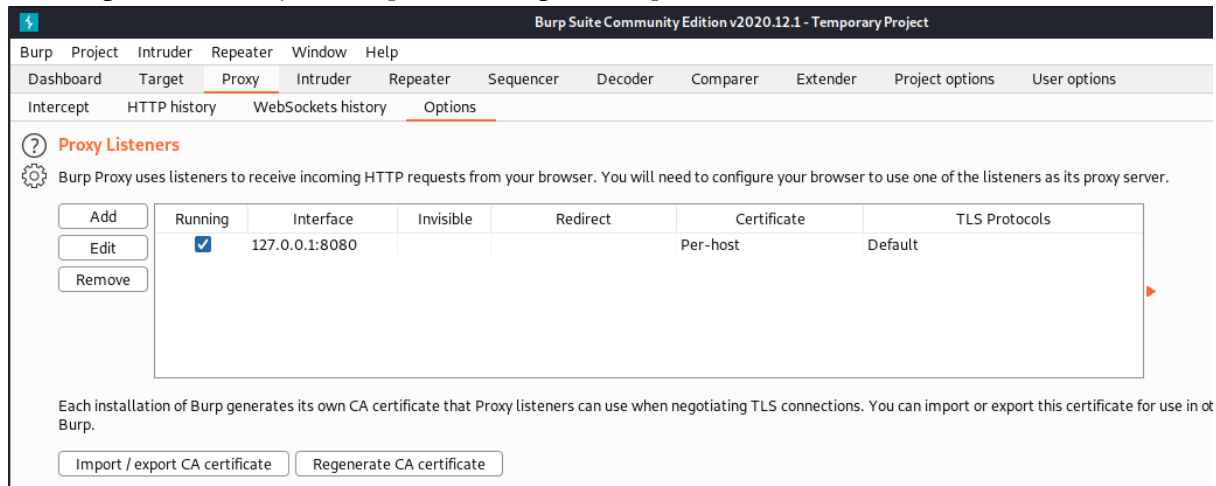 Burp Suite Community Edition v2020.12.1 - Temporary Project
Burp Project Intruder Repeater Window Help
Dashboard Target Proxy Intruder Repeater Sequencer Decoder Comparer Extender Project options User options
Intercept HTTP history WebSockets history Options
? Proxy Listeners
Burp Proxy uses listeners to receive incoming HTTP requests from your browser. You will need to configure your browser to use one of the listeners as its proxy server.
Add Running Interface Invisible Redirect Certificate TLS Protocols
Edit 127.0.0.1:8080 Per-host Default
Remove
Each installation of Burp generates its own CA certificate that Proxy listeners can use when negotiating TLS connections. You can import or export this certificate for use in ot
Burp.
Import / export CA certificate Regenerate CA certificate